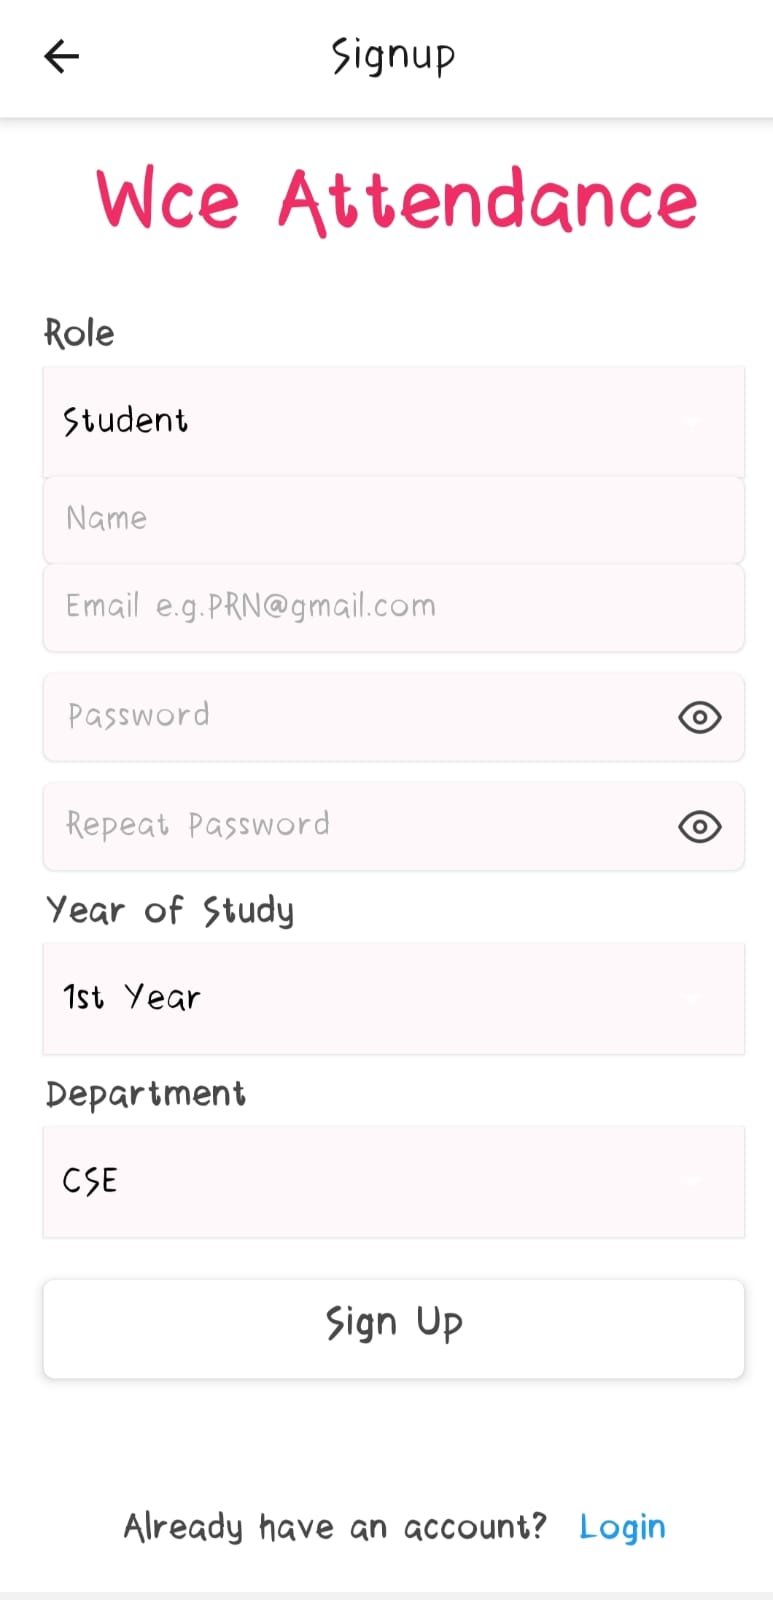 Signup
Wce Attendance
Role
Student
Name
Email e.g.PRN@gmail.com
Password
Repeat Password
Year of Study
1st Year
Department
CSE
Sign Up
Already have an account? Login